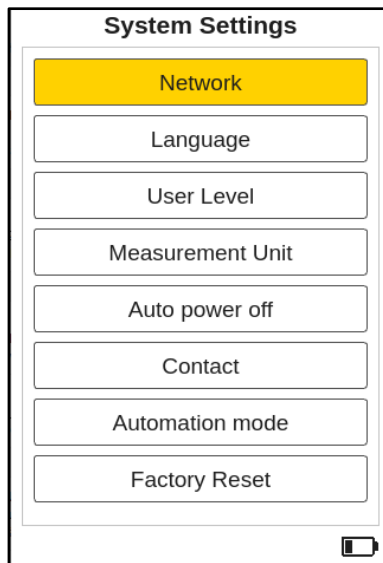 System Settings
Network
Language
User Level
Measurement Unit
Auto power off
Contact
Automation mode
Factory Reset